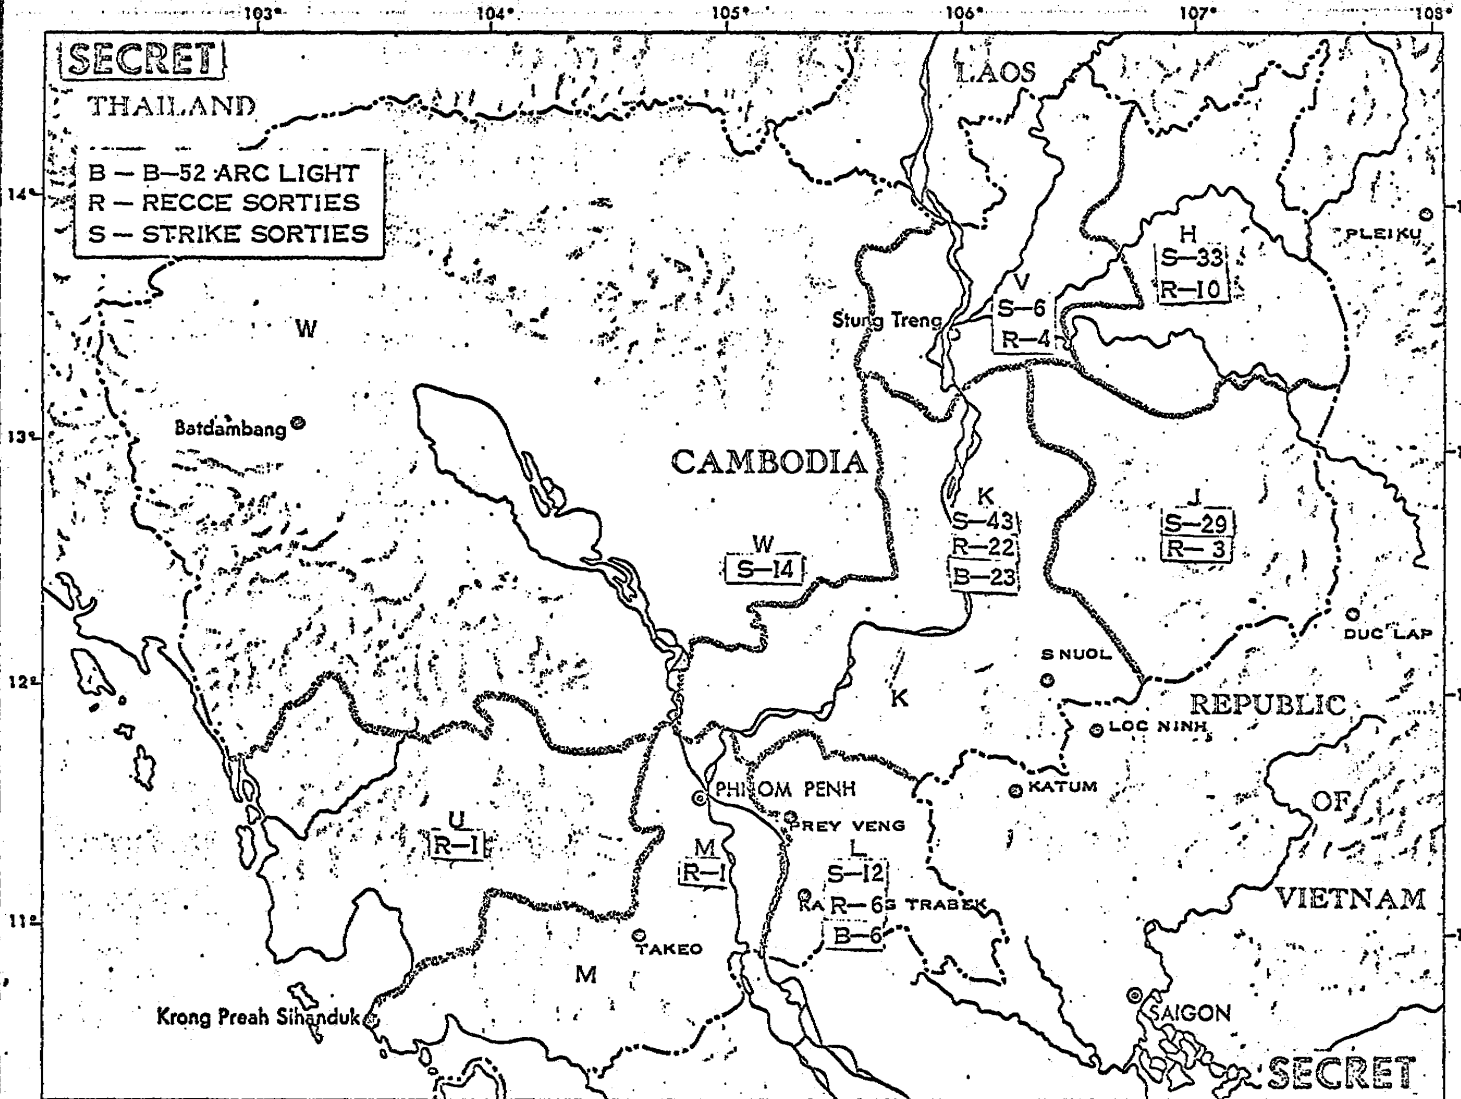 103° 104° 105° 106° 107° 108°
SECRET
THAILAND
LAOS
B – B–52 ARC LIGHT
R – RECCE SORTIES
S – STRIKE SORTIES
14°
PLEIKU
H
S–33
R–10
V
S–6
R–4
Stung Treng
W
Batdambang
13°
CAMBODIA
K
S–43
R–22
B–23
J
S–29
R–3
W
S–14
DUC LAP
SNUOL
12°
K
REPUBLIC
LOC NINH
KATUM
PHNOM PENH
OF
PREY VENG
U
R–1
M
R–1
L
S–12
R–6
B–6
TRABEK
VIETNAM
11°
TAKEO
M
Krong Preah Sihanduk
SAIGON
SECRET